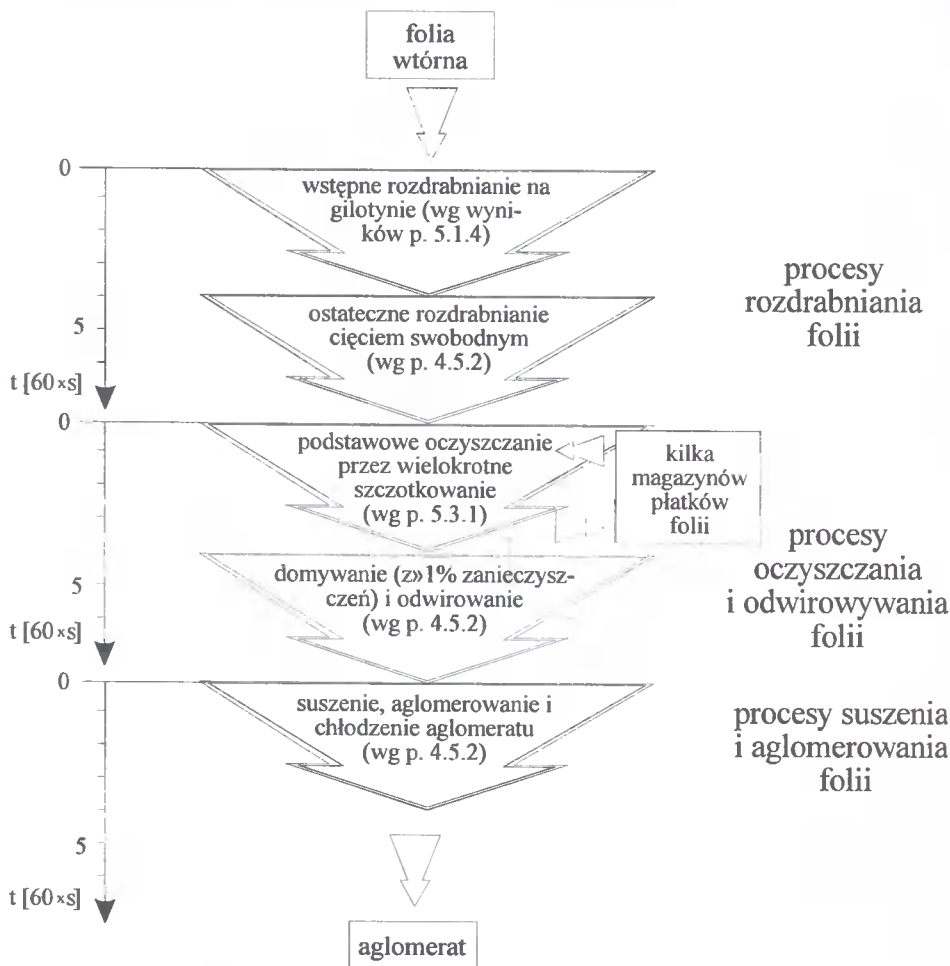 folia
wtórna
0
wstępne rozdrabnianie na
gilotynie (wg wyni-
ków p. 5.1.4)
ostateczne rozdrabnianie
cięciem swobodnym
(wg p. 4.5.2)
5
t [60×s]
procesy
rozdrabniania
folii
0
podstawowe oczyszczanie
przez wielokrotne
szczotkowanie
(wg p. 5.3.1)
kilka
magazynów
płatków
folii
domywanie (z»1% zanieczysz-
czeń) i odwirowanie
(wg p. 4.5.2)
5
t [60×s]
procesy
oczyszczania
i odwirowywania
folii
0
suszenie, aglomerowanie i
chłodzenie aglomeratu
(wg p. 4.5.2)
procesy suszenia
i aglomerowania
folii
5
t [60×s]
aglomerat